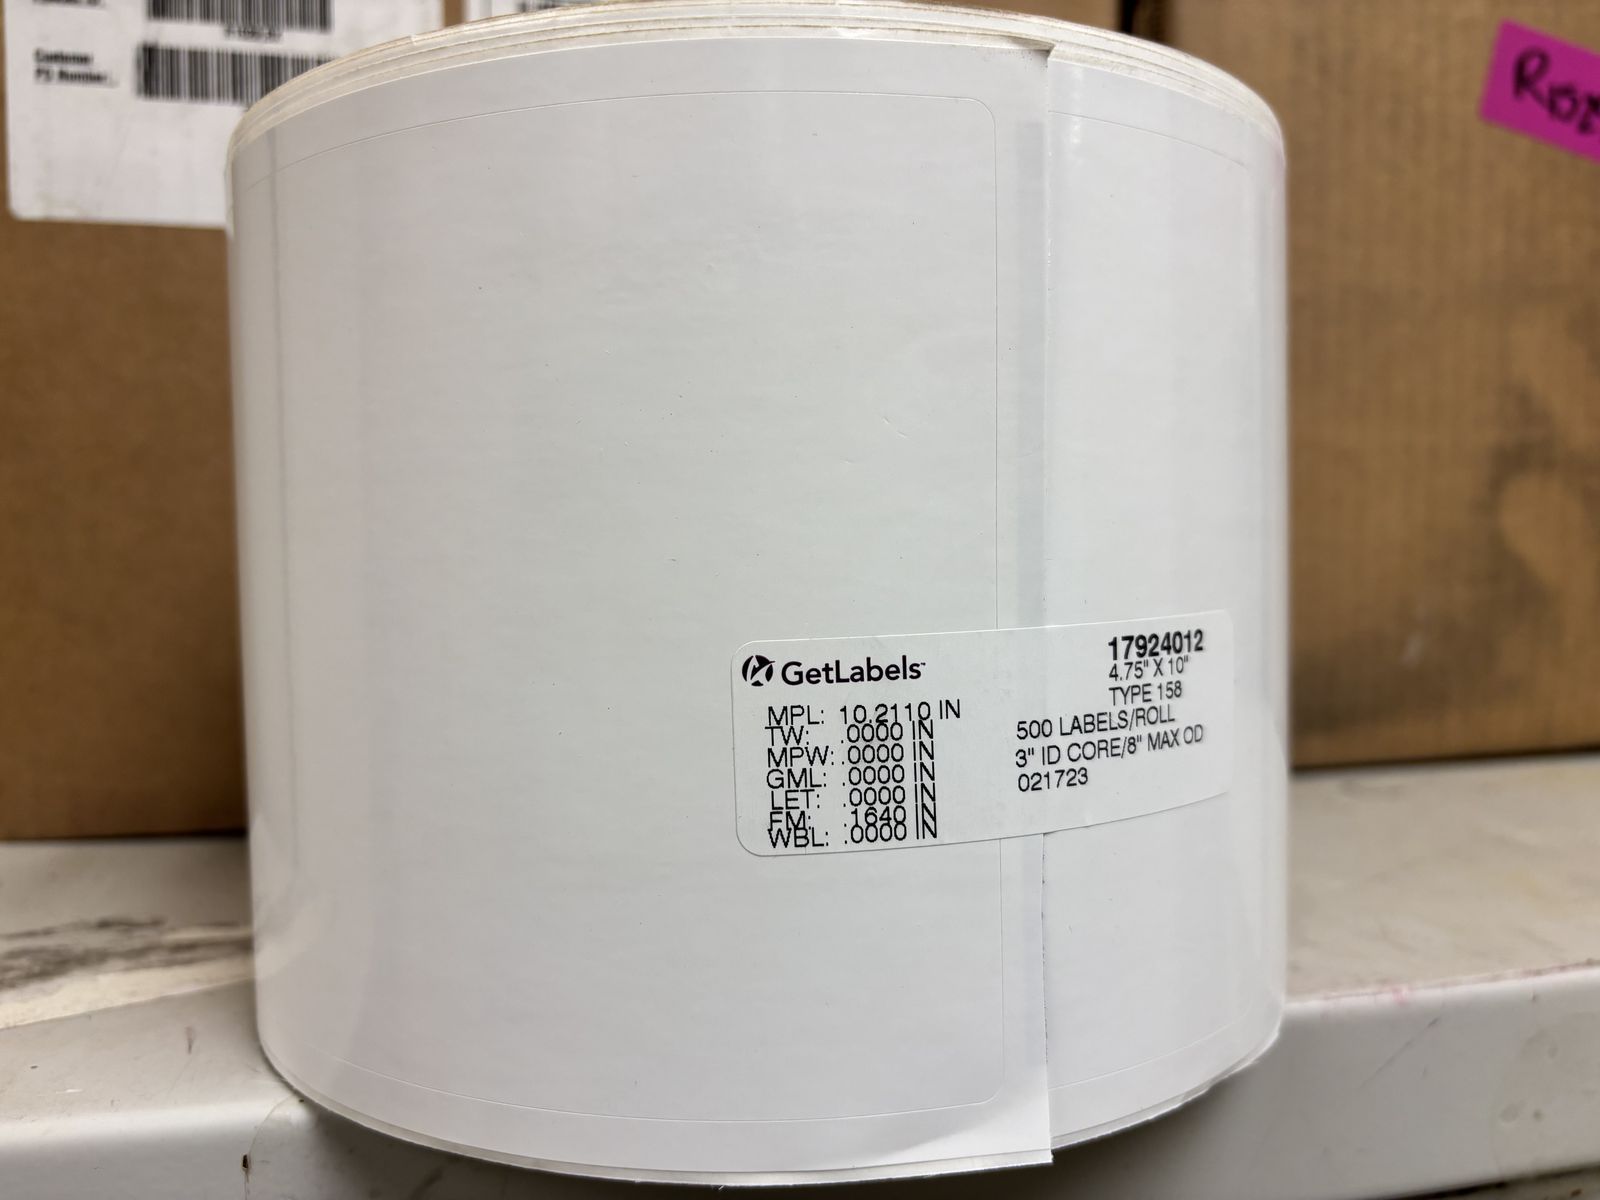 Customer
GetLabels™
MPL: 10.2110 IN
TW: .0000 IN
MPW: .0000 IN
GML: .0000 IN
LET: .0000 IN
FM: .1640 IN
WBL: .0000 IN
17924012
4.75" X 10"
TYPE 158
500 LABELS/ROLL
3" ID CORE/8" MAX OD
021723